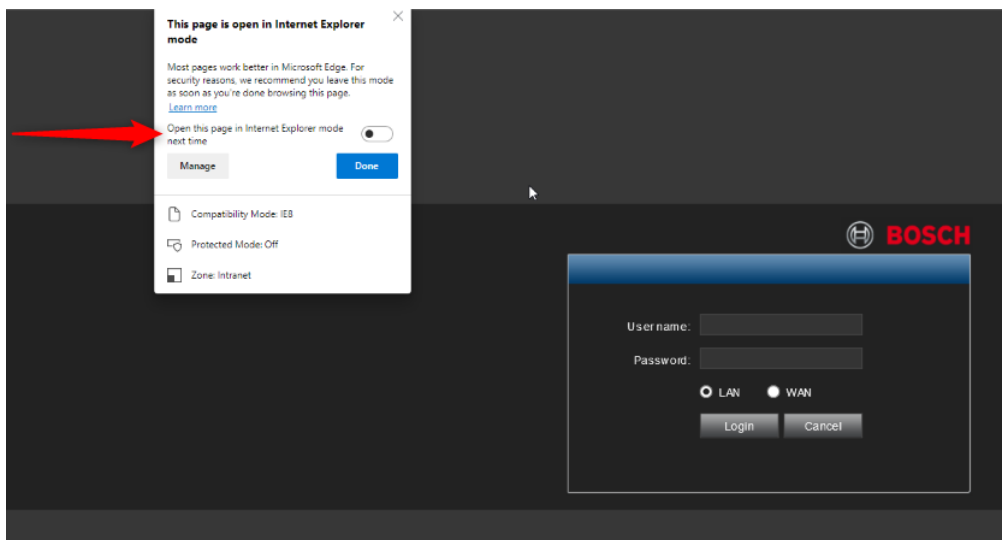 This page is open in Internet Explorer
mode
Most pages work better in Microsoft Edge. For
security reasons, we recommend you leave this mode
as soon as you're done browsing this page.
Learn more
Open this page in Internet Explorer mode
next time
Manage
Done
Compatibility Mode: IE8
Protected Mode: Off
Zone: Intranet
BOSCH
Username:
Password:
LAN
WAN
Login
Cancel